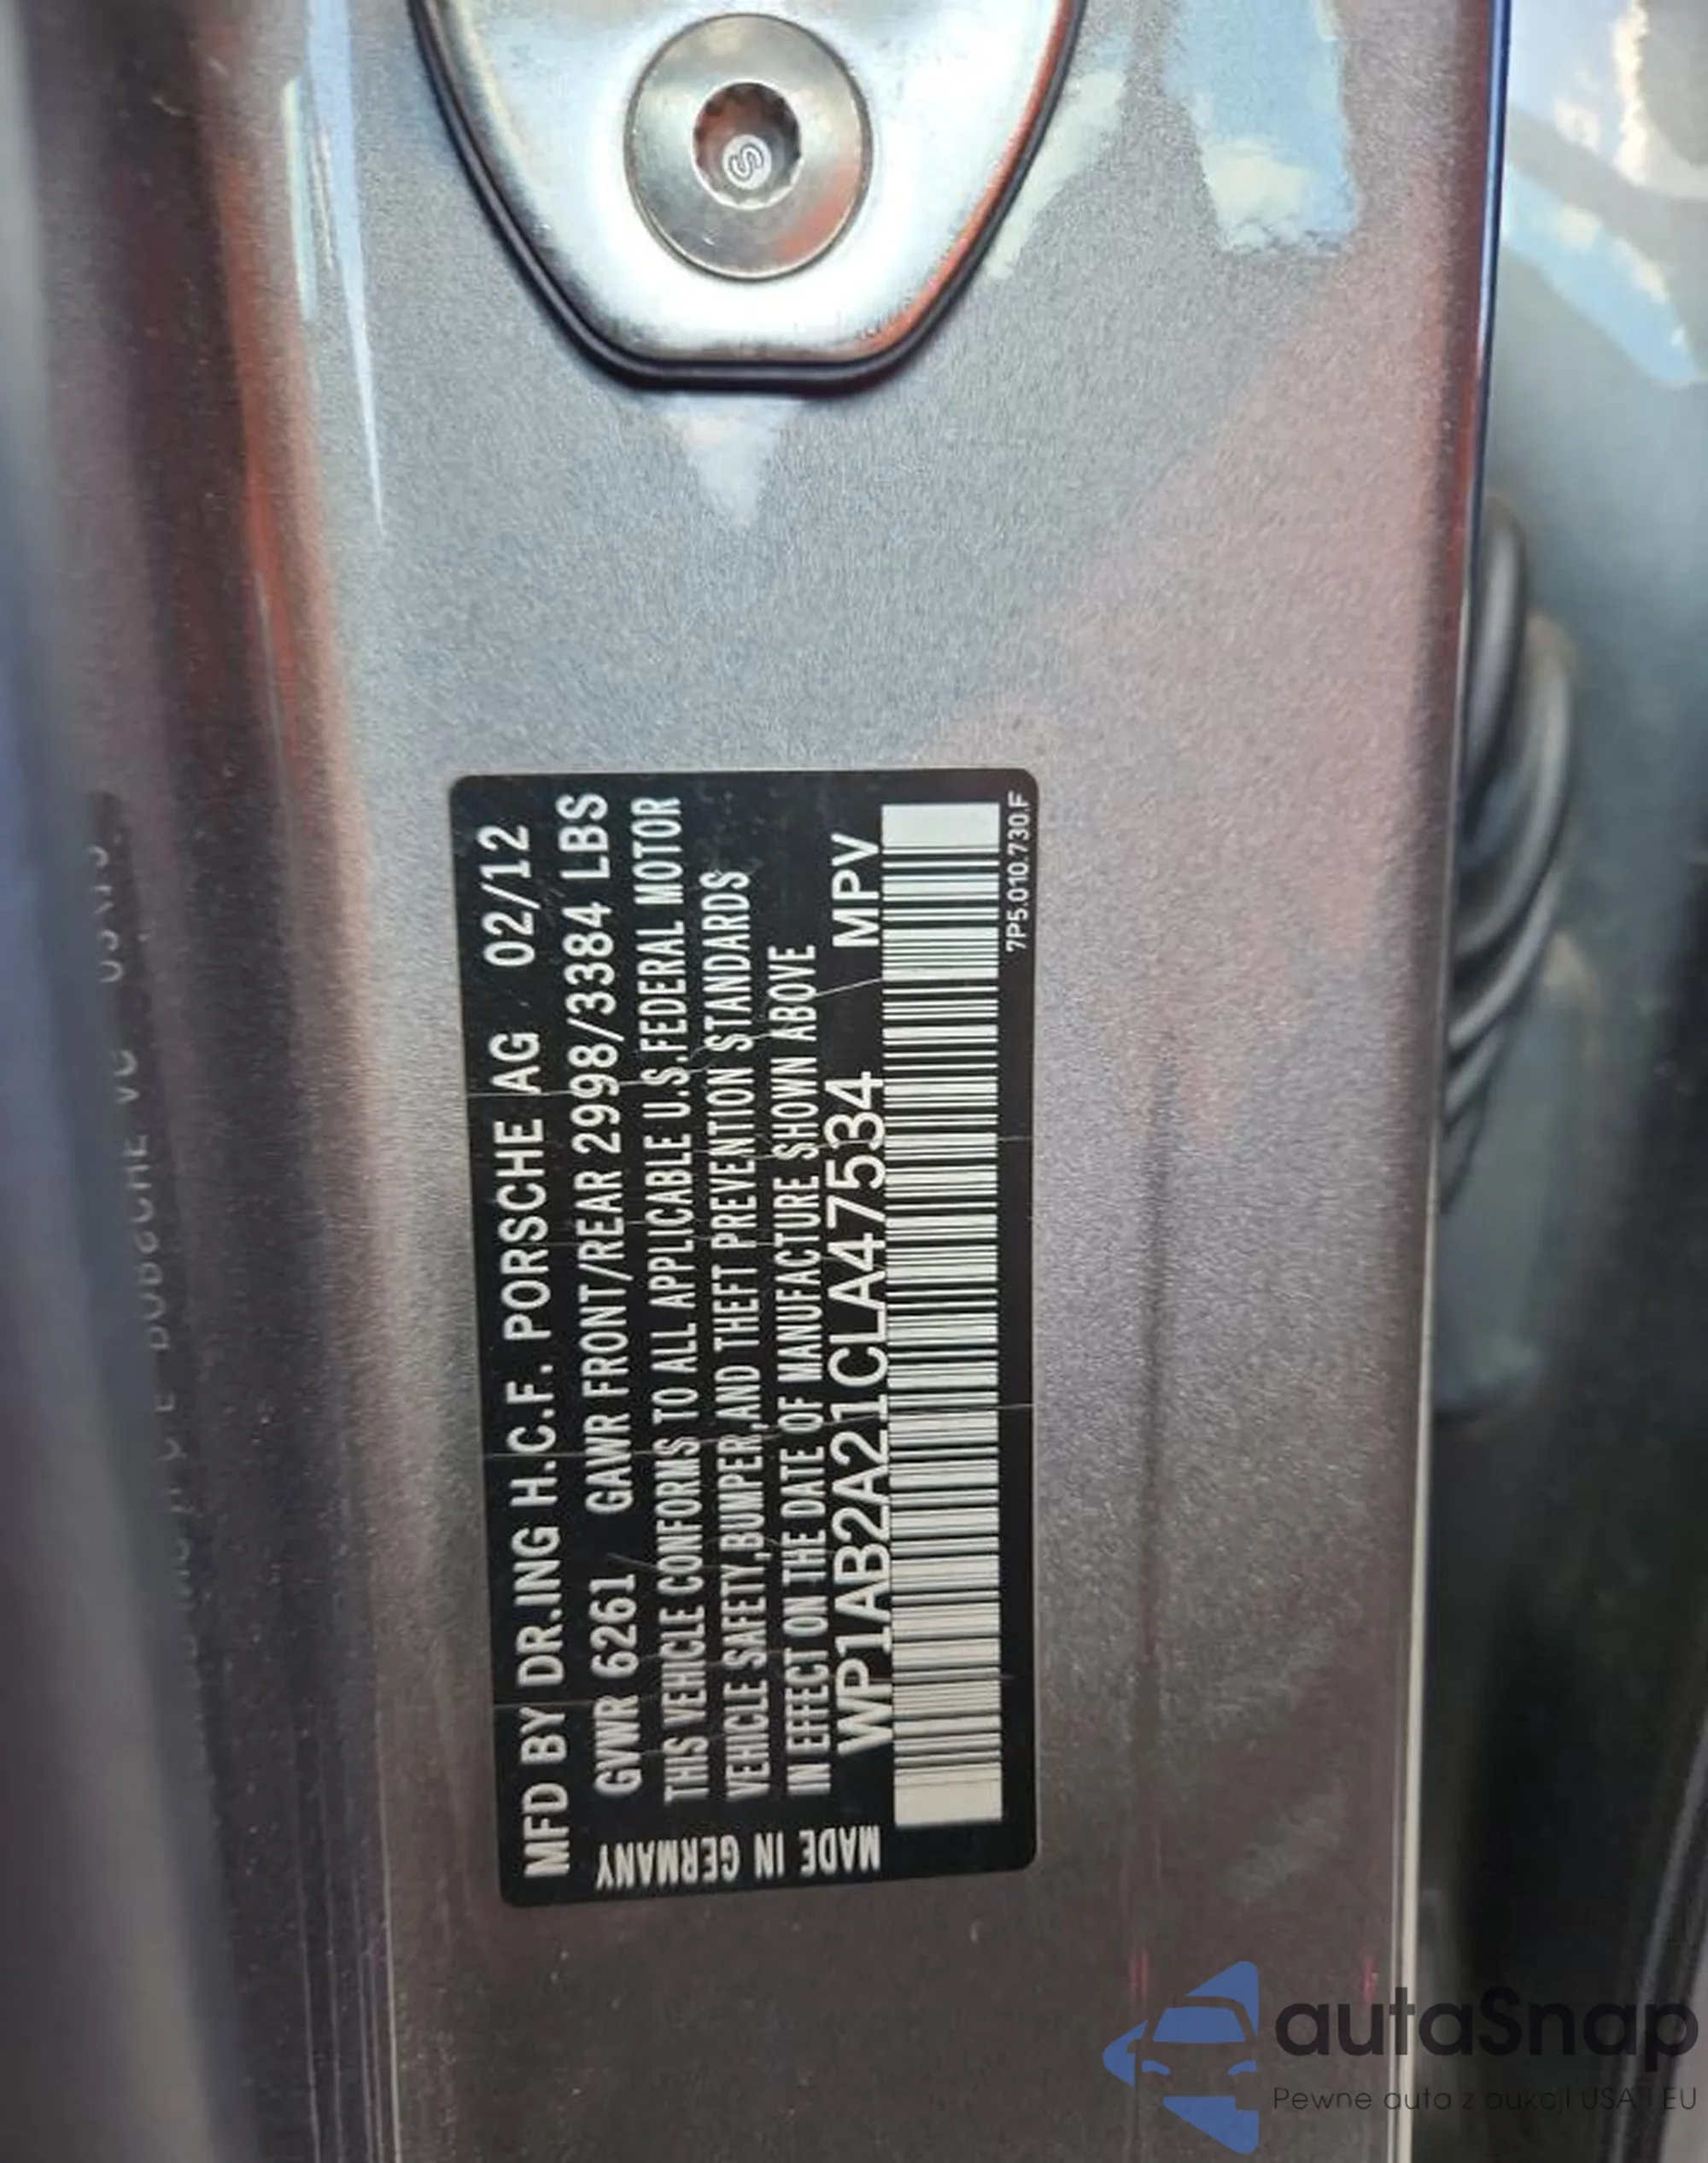 MFD BY DR.ING H.C.F. PORSCHE AG 02/12
GVWR 6261 GAWR FRONT/REAR 2998/3384 LBS
THIS VEHICLE CONFORMS TO ALL APPLICABLE U.S.FEDERAL MOTOR
VEHICLE SAFETY,BUMPER,AND THEFT PREVENTION STANDARDS
IN EFFECT ON THE DATE OF MANUFACTURE SHOWN ABOVE
WP1AB2A21CLA47534 MPV
7P5.010.730.F
MADE IN GERMANY
S
autaSnap
Pewne auta z aukcji USA i EU